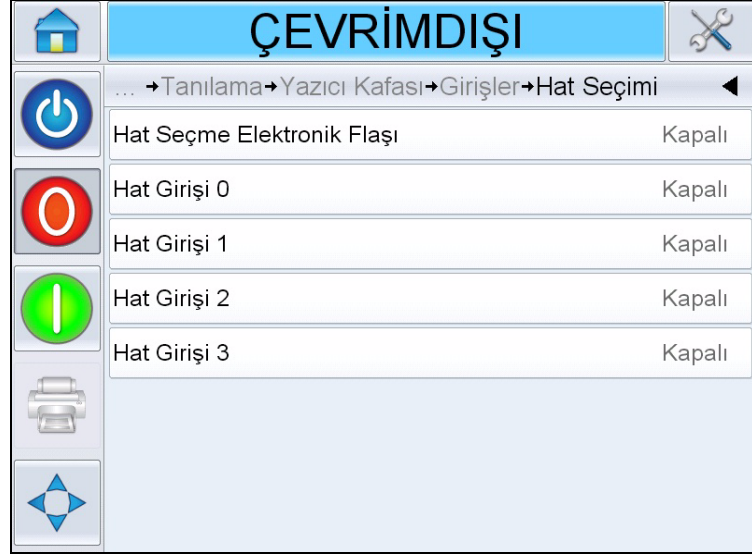 ÇEVRİMDIŞI
... →Tanılama→Yazıcı Kafası→Girişler→Hat Seçimi
Hat Seçme Elektronik Flaşı Kapalı
Hat Girişi 0 Kapalı
Hat Girişi 1 Kapalı
Hat Girişi 2 Kapalı
Hat Girişi 3 Kapalı